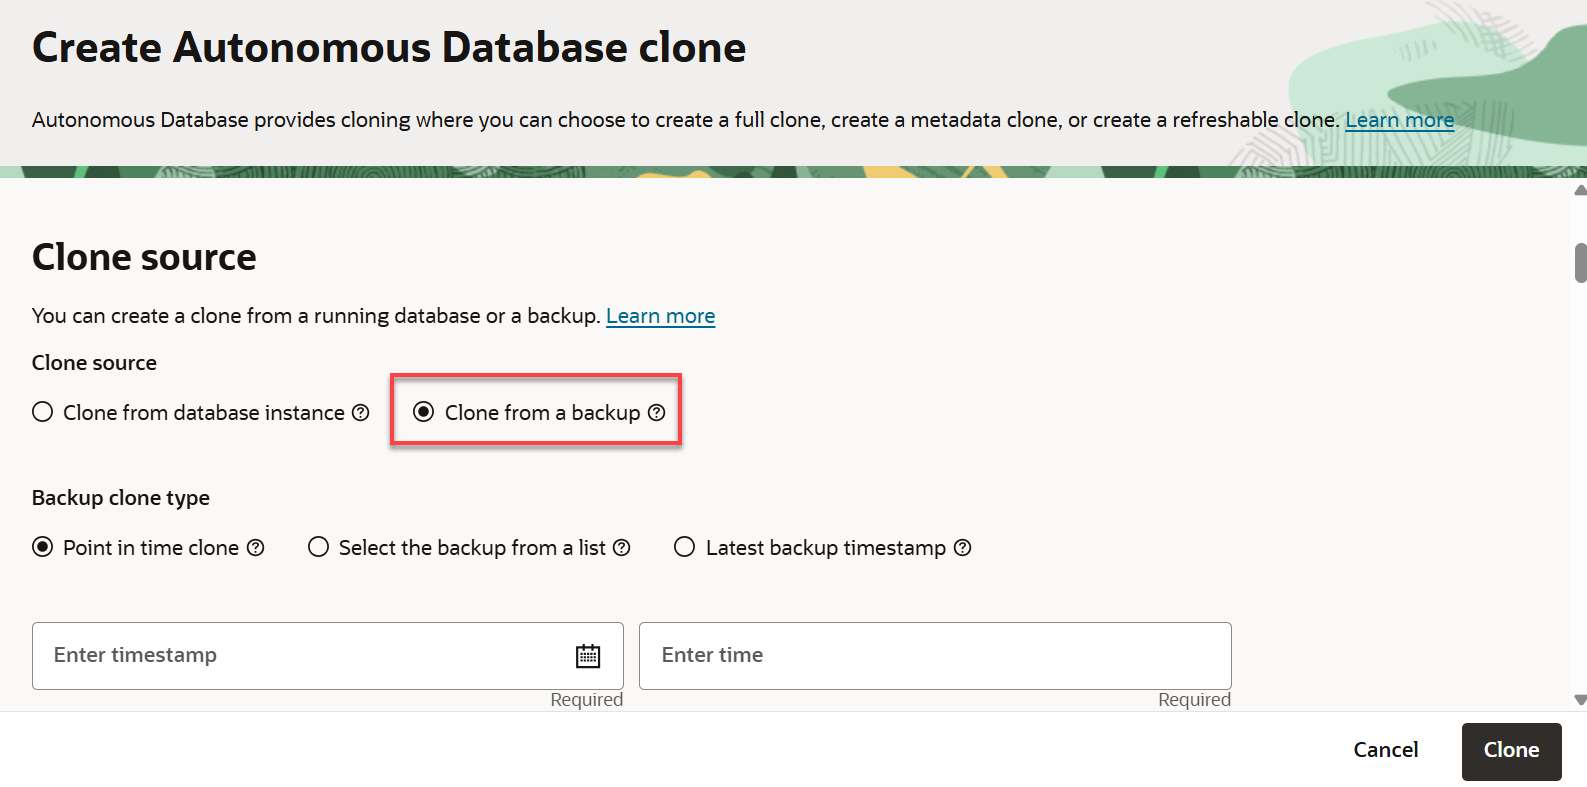 Create Autonomous Database clone
Autonomous Database provides cloning where you can choose to create a full clone, create a metadata clone, or create a refreshable clone. Learn more
Clone source
You can create a clone from a running database or a backup. Learn more
Clone source
Clone from database instance Clone from a backup
Backup clone type
Point in time clone Select the backup from a list Latest backup timestamp
Enter timestamp Enter time
Required Required
Cancel Clone